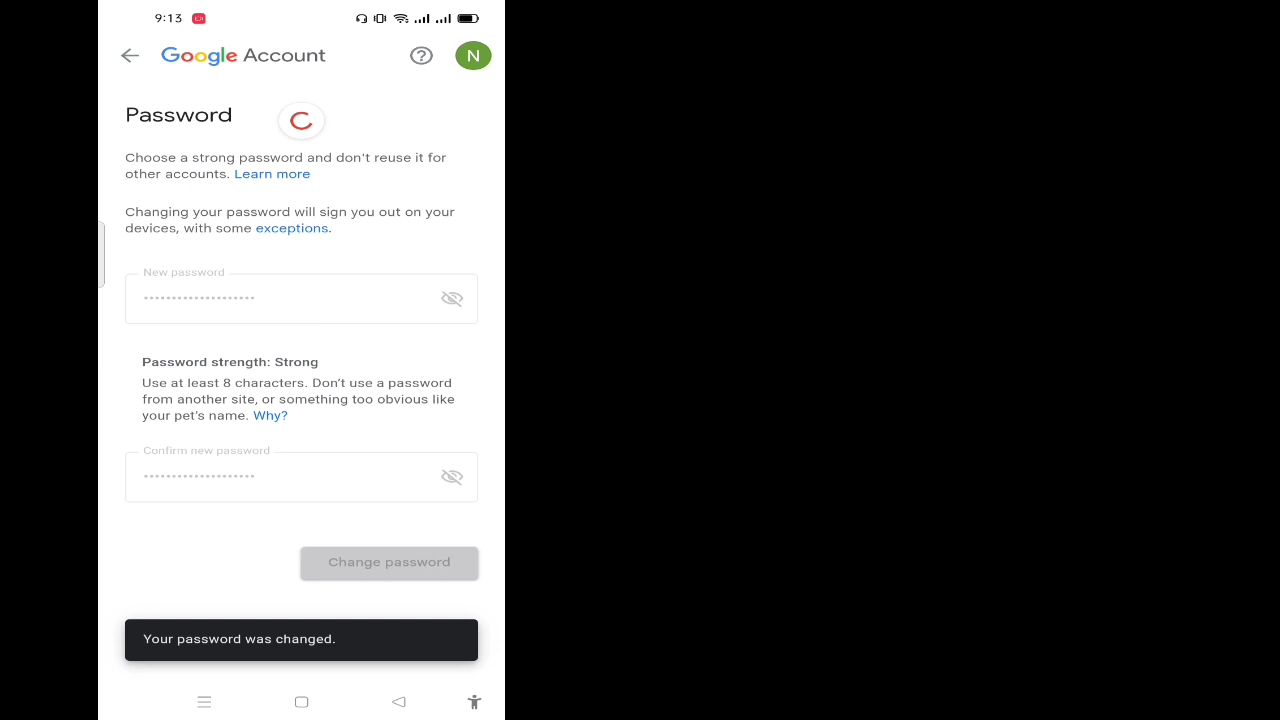 9:13
Google Account
N
Password
Choose a strong password and don't reuse it for
other accounts. Learn more
Changing your password will sign you out on your
devices, with some exceptions.
New password
••••••••••••••••••••
Password strength: Strong
Use at least 8 characters. Don't use a password
from another site, or something too obvious like
your pet's name. Why?
Confirm new password
••••••••••••••••••••
Change password
Your password was changed.